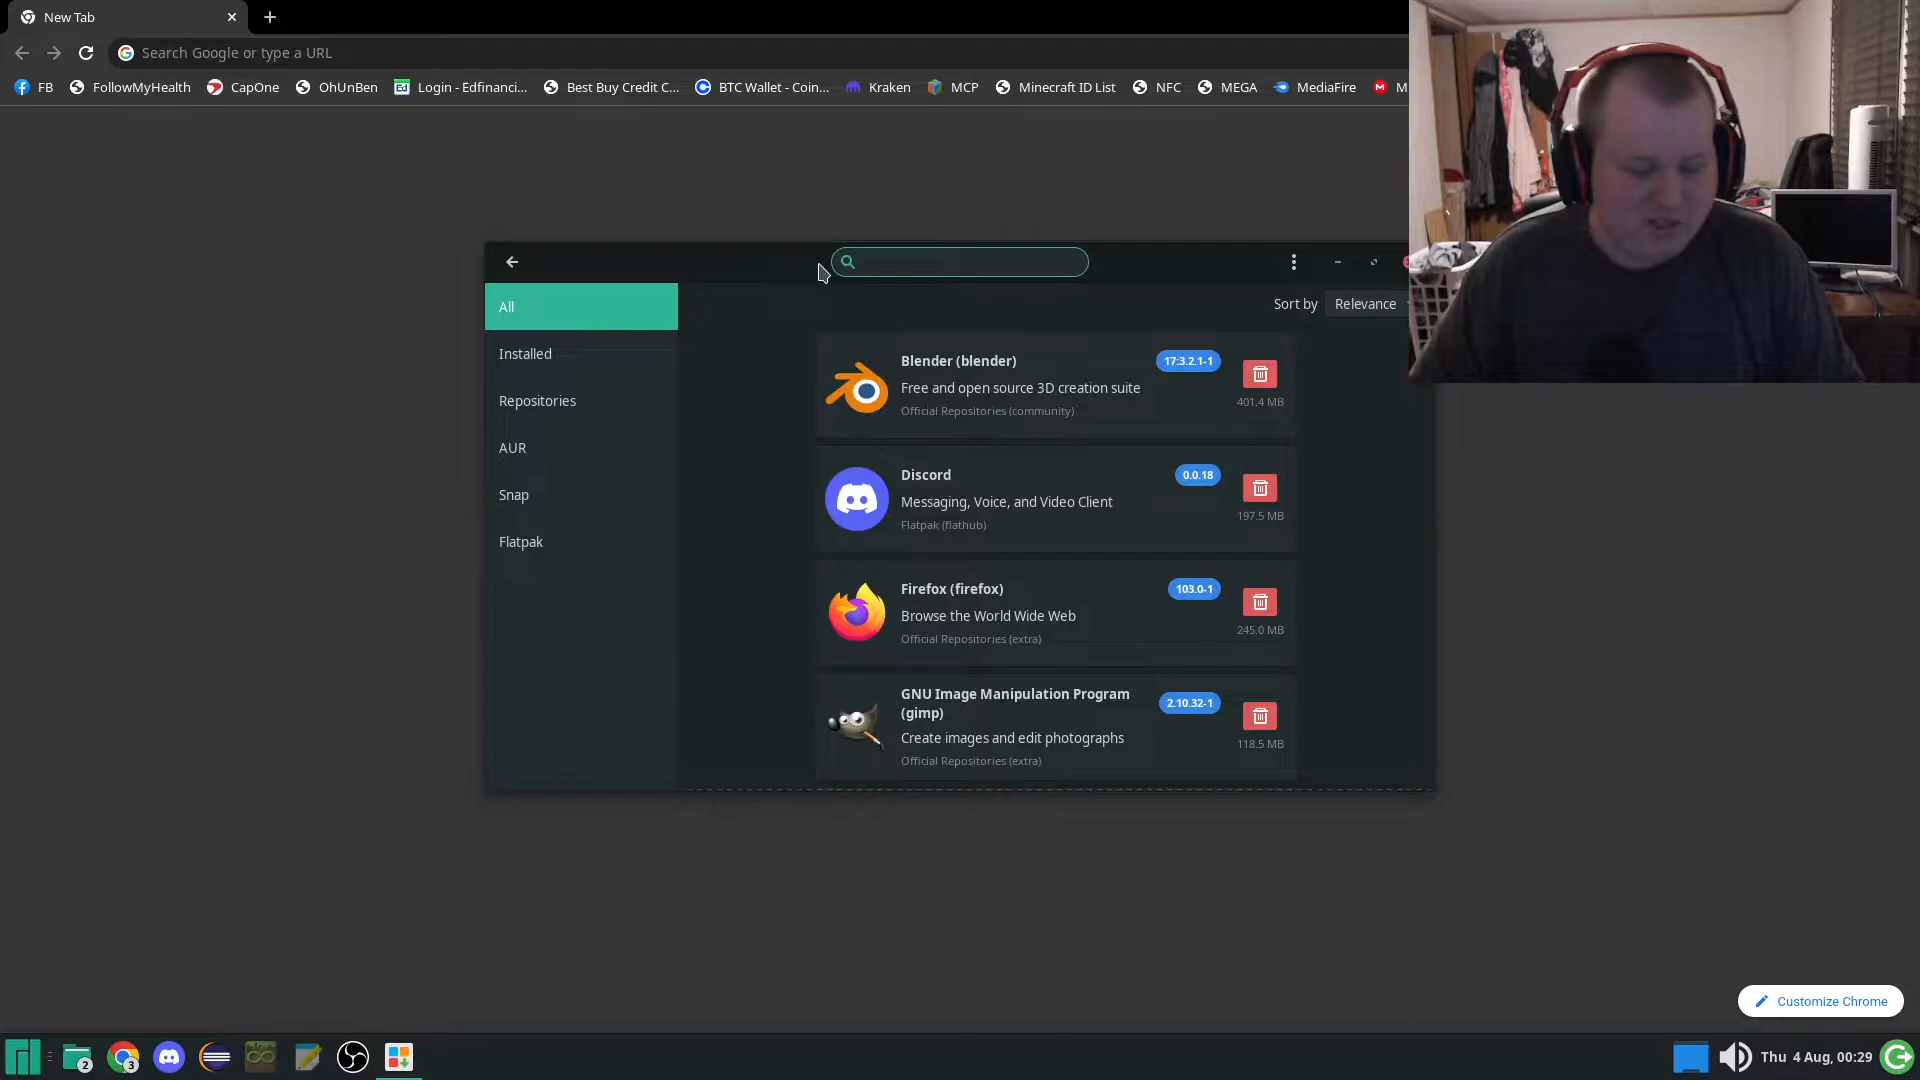 New Tab
Search Google or type a URL
FB
FollowMyHealth
CapOne
OhUnBen
Login - Edfinanci...
Best Buy Credit C...
BTC Wallet - Coin...
Kraken
MCP
Minecraft ID List
NFC
MEGA
MediaFire
M
All
Installed
Repositories
AUR
Snap
Flatpak
Sort by Relevance
Blender (blender) 17:3.2.1-1
Free and open source 3D creation suite
Official Repositories (community)
401.4 MB
Discord 0.0.18
Messaging, Voice, and Video Client
Flatpak (flathub)
197.5 MB
Firefox (firefox) 103.0-1
Browse the World Wide Web
Official Repositories (extra)
245.0 MB
GNU Image Manipulation Program
(gimp)
2.10.32-1
Create images and edit photographs
Official Repositories (extra)
118.5 MB
Customize Chrome
2
3
Thu 4 Aug, 00:29